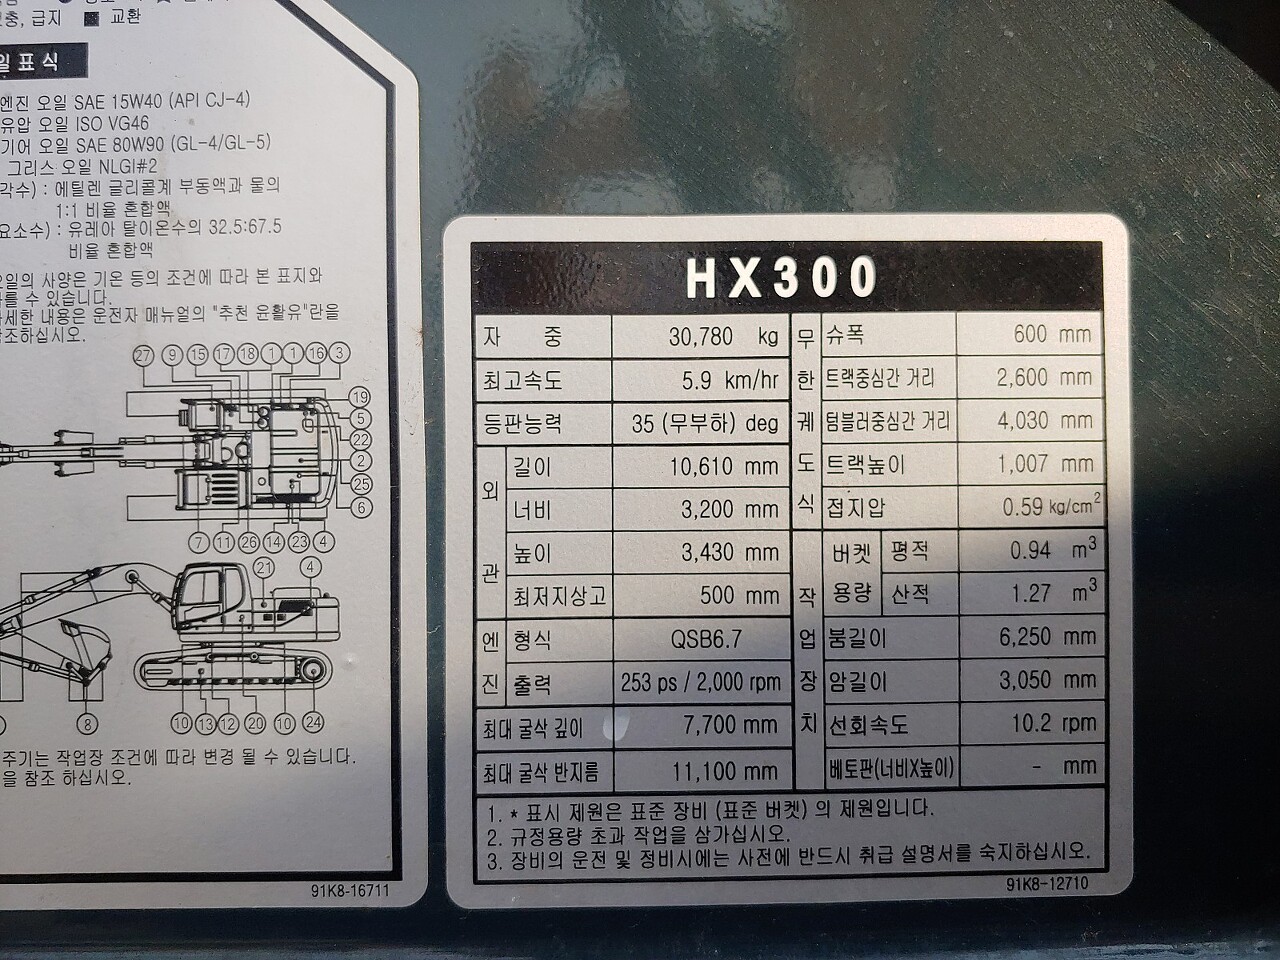 충, 급지 ■ 교환
일표식
엔진 오일 SAE 15W40 (API CJ-4)
유압 오일 ISO VG46
기어 오일 SAE 80W90 (GL-4/GL-5)
그리스 오일 NLGI#2
각수) : 에틸렌 글리콜계 부동액과 물의
1:1 비율 혼합액
요소수) : 유레아 탈이온수의 32.5:67.5
비율 혼합액
오일의 사양은 기온 등의 조건에 따라 본 표지와
다를 수 있습니다.
자세한 내용은 운전자 매뉴얼의 "추천 윤활유"란을
참조하십시오.
27 9 15 17 18 1 1 16 3
19
5
22
2
25
6
7 11 26 14 23 4
21 4
8 10 13 12 20 10 24
주기는 작업장 조건에 따라 변경 될 수 있습니다.
을 참조 하십시오.
91K8-16711
HX300
자 중 30,780 kg
최고속도 5.9 km/hr
등판능력 35 (무부하) deg
외관 길이 10,610 mm
너비 3,200 mm
높이 3,430 mm
최저지상고 500 mm
엔진 형식 QSB6.7
출력 253 ps / 2,000 rpm
최대 굴삭 깊이 7,700 mm
최대 굴삭 반지름 11,100 mm
무한궤도식 슈폭 600 mm
트랙중심간 거리 2,600 mm
텀블러중심간 거리 4,030 mm
트랙높이 1,007 mm
접지압 0.59 kg/cm²
작업장치 버켓용량 평적 0.94 m³
산적 1.27 m³
붐길이 6,250 mm
암길이 3,050 mm
선회속도 10.2 rpm
베토판(너비X높이) - mm
1. * 표시 제원은 표준 장비 (표준 버켓) 의 제원입니다.
2. 규정용량 초과 작업을 삼가십시오.
3. 장비의 운전 및 정비시에는 사전에 반드시 취급 설명서를 숙지하십시오.
91K8-12710